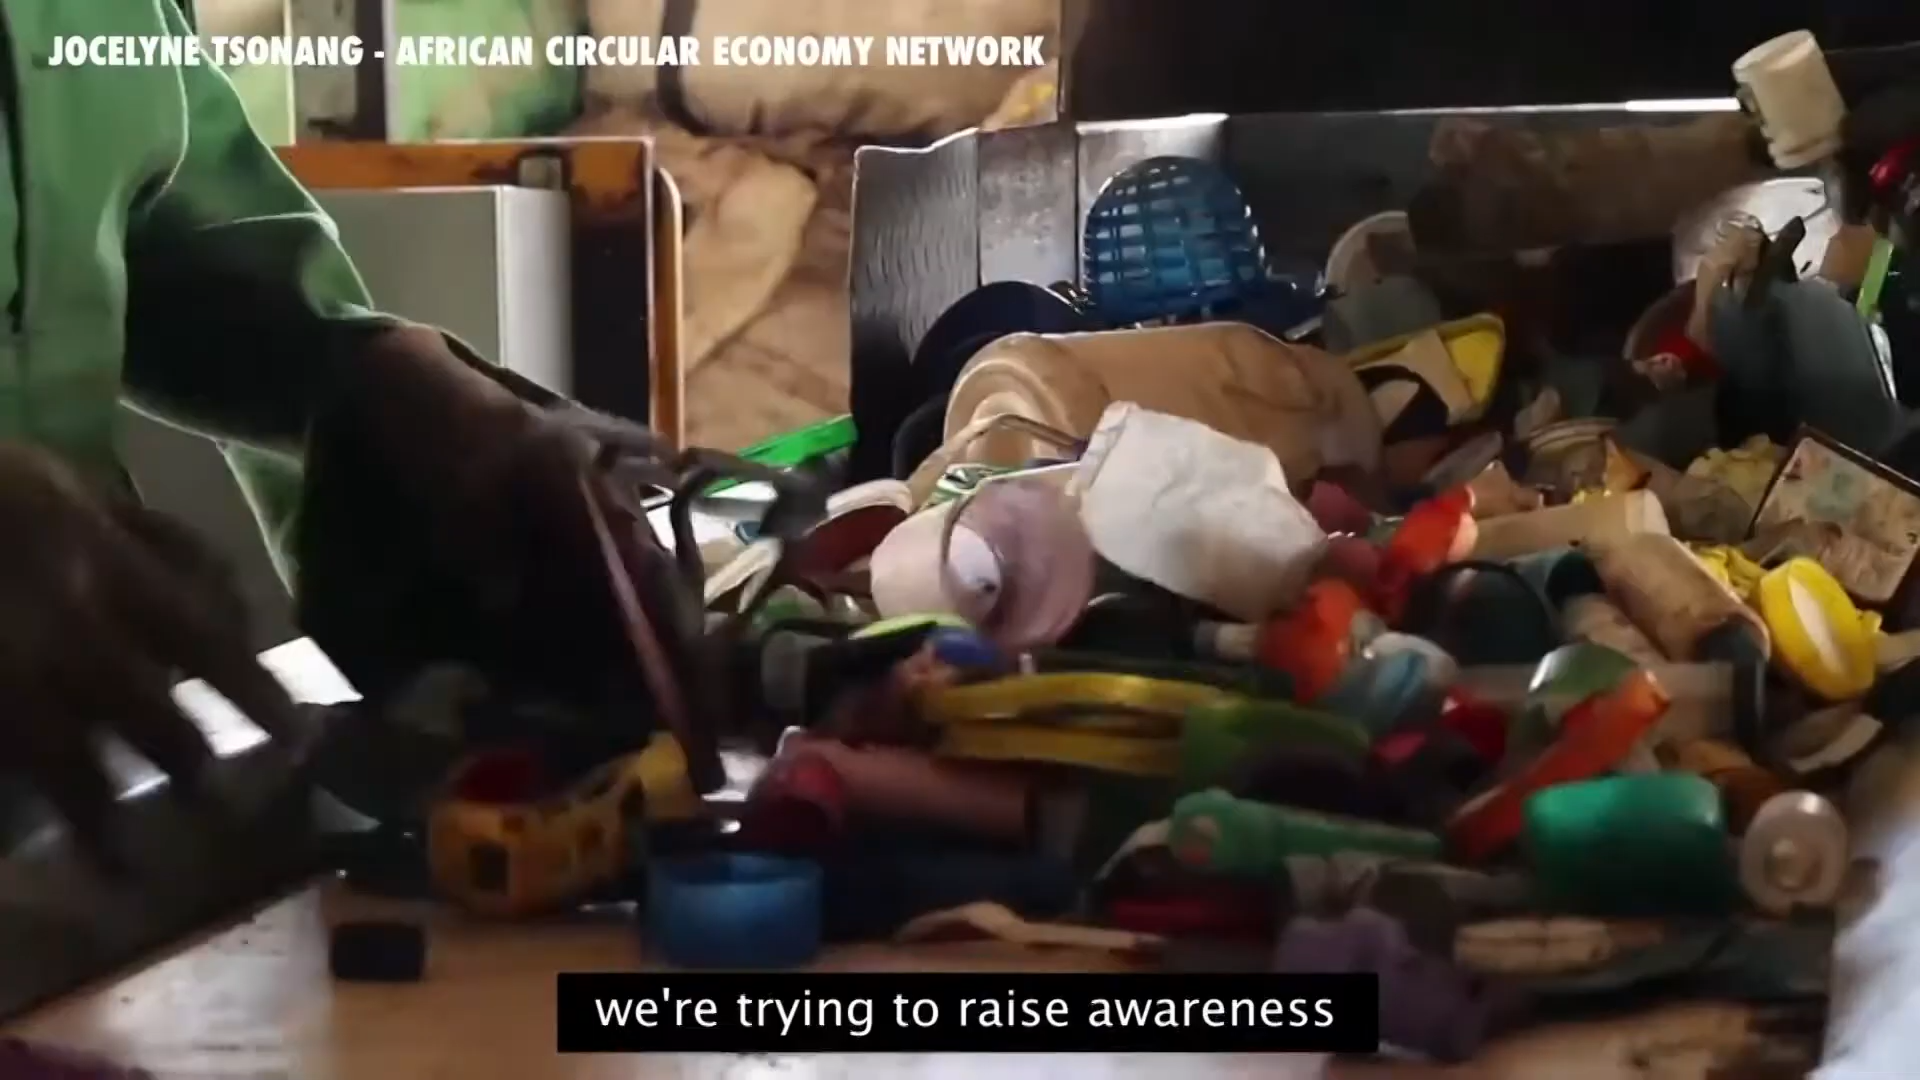 JOCELYNE TSONANG - AFRICAN CIRCULAR ECONOMY NETWORK
we're trying to raise awareness